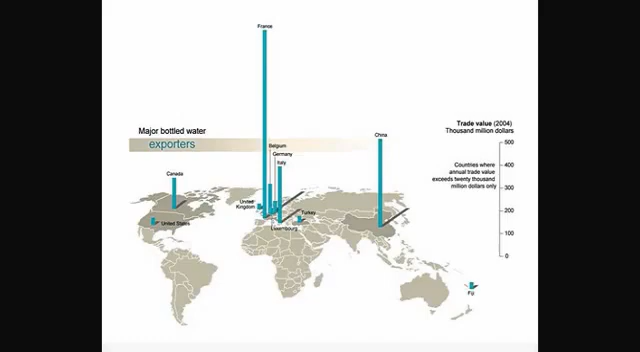 France
Major bottled water
exporters
Belgium
Germany
Italy
China
Trade value (2004)
Thousand million dollars
500
Countries where
annual trade value
exceeds twenty thousand
million dollars only
400
300
200
100
0
Canada
United
Kingdom
United States
Turkey
Luxembourg
Fiji